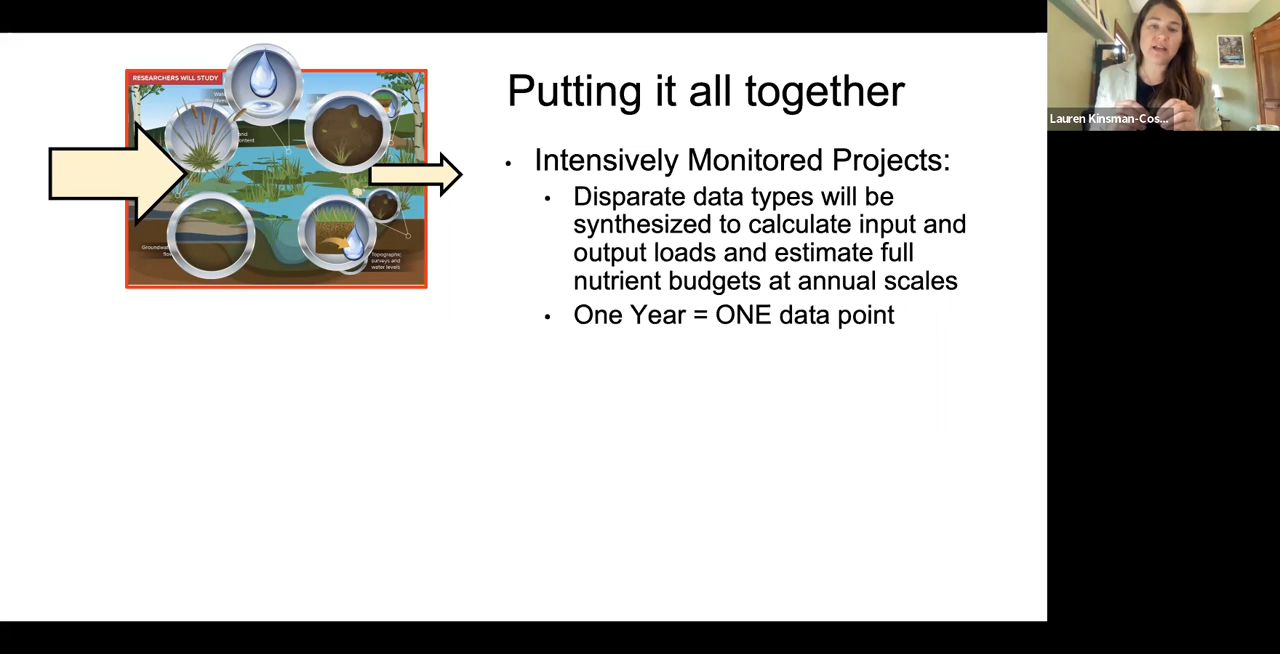 RESEARCHERS WILL STUDY
Putting it all together
Lauren Kinsman-Cos...
• Intensively Monitored Projects:
• Disparate data types will be
synthesized to calculate input and
output loads and estimate full
nutrient budgets at annual scales
• One Year = ONE data point
Topographic
surveys and
water levels